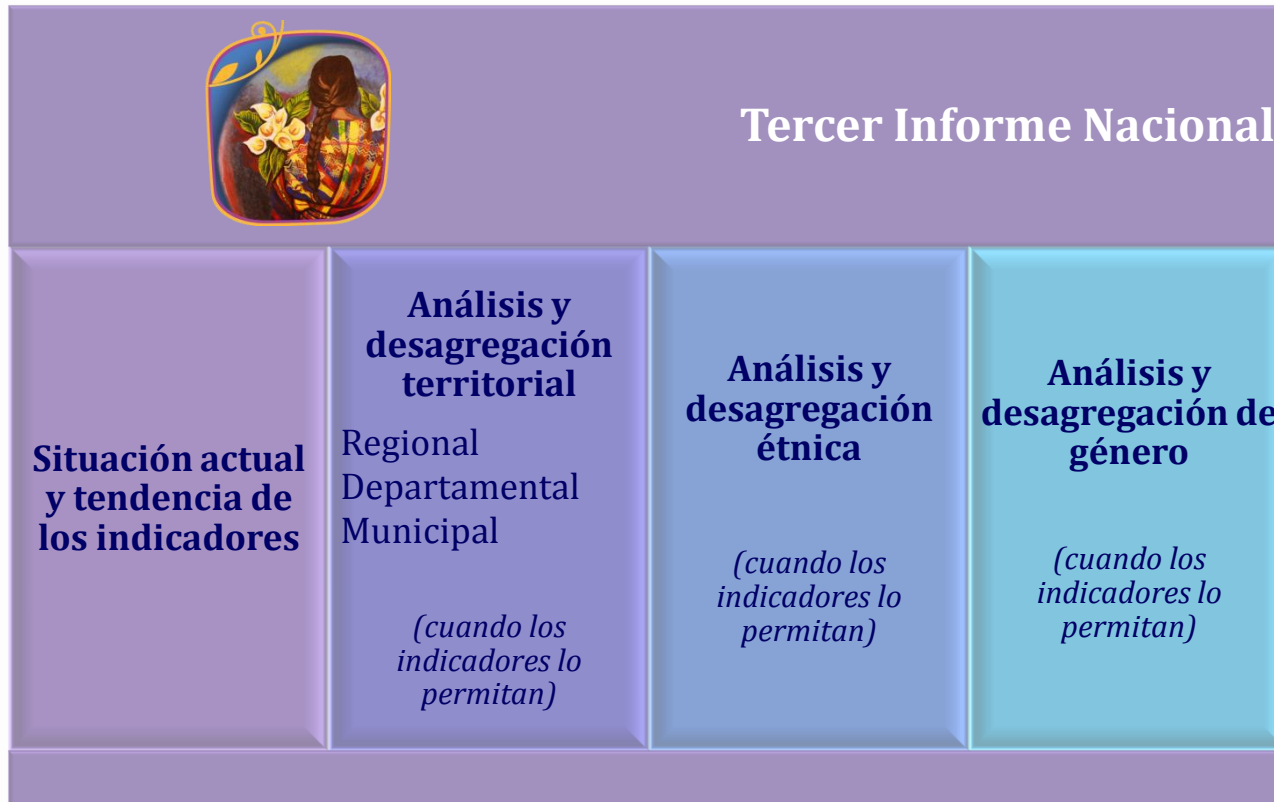 Tercer Informe Nacional
Situación actual
y tendencia de
los indicadores
Análisis y
desagregación
territorial
Regional
Departamental
Municipal
(cuando los
indicadores lo
permitan)
Análisis y
desagregación
étnica
(cuando los
indicadores lo
permitan)
Análisis y
desagregación de
género
(cuando los
indicadores lo
permitan)